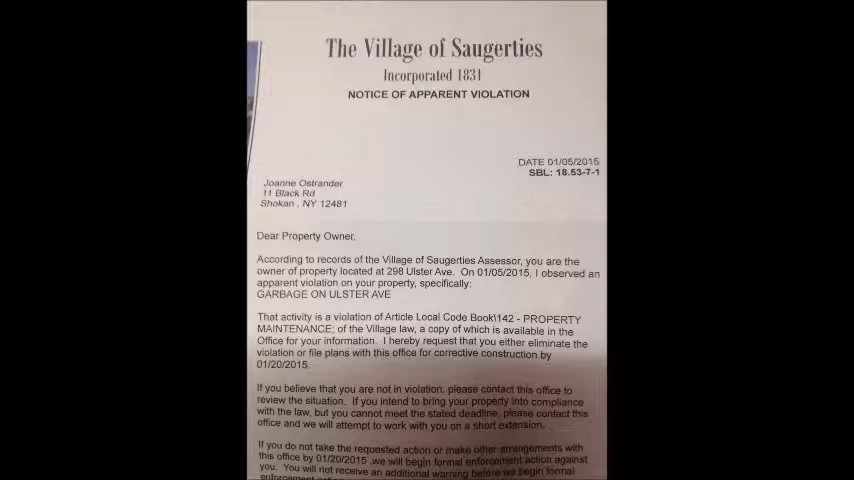 The Village of Saugerties
Incorporated 1831
NOTICE OF APPARENT VIOLATION
DATE 01/05/2015
SBL: 18.53-7-1
Joanne Ostrander
11 Black Rd
Shokan , NY 12481
Dear Property Owner,
According to records of the Village of Saugerties Assessor, you are the
owner of property located at 298 Ulster Ave. On 01/05/2015, I observed an
apparent violation on your property, specifically:
GARBAGE ON ULSTER AVE
That activity is a violation of Article Local Code Book\142 - PROPERTY
MAINTENANCE; of the Village law, a copy of which is available in the
Office for your information. I hereby request that you either eliminate the
violation or file plans with this office for corrective construction by
01/20/2015.
If you believe that you are not in violation, please contact this office to
review the situation. If you intend to bring your property into compliance
with the law, but you cannot meet the stated deadline, please contact this
office and we will attempt to work with you on a short extension.
If you do not take the requested action or make other arrangements with
this office by 01/20/2015 ,we will begin formal enforcement action against
you. You will not receive an additional warning before we begin formal
enforcement